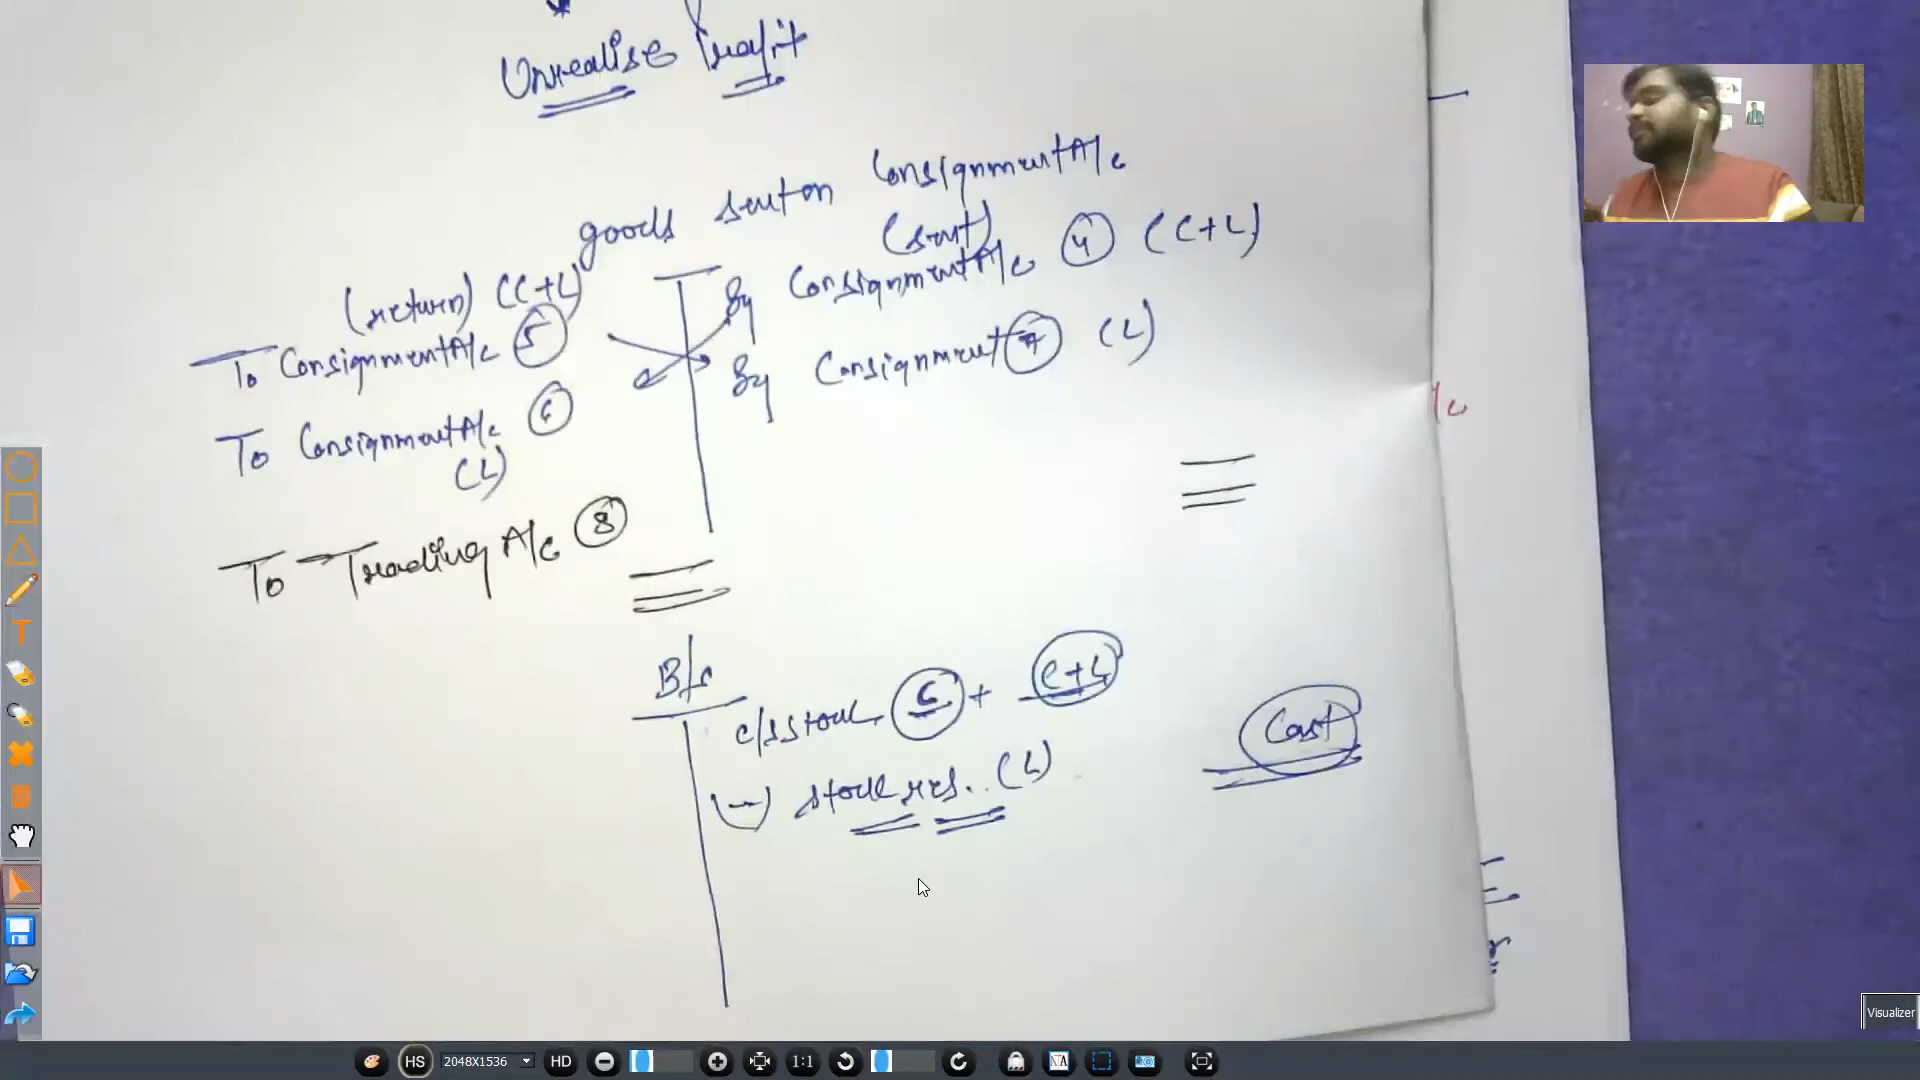 Unrealise Profit
goods sent on Consignment A/c
(return) (C+L)
(sent)
To Consignment A/c 5
By Consignment A/c 4 (C+L)
To Consignment A/c 6
(L)
By Consignment 7 (L)
To Trading A/c 8
B/s
c/s stock C + C+L
(-) stock res.. (L)
Cost
/c
T
Visualizer
HS
2048X1536
HD
1:1